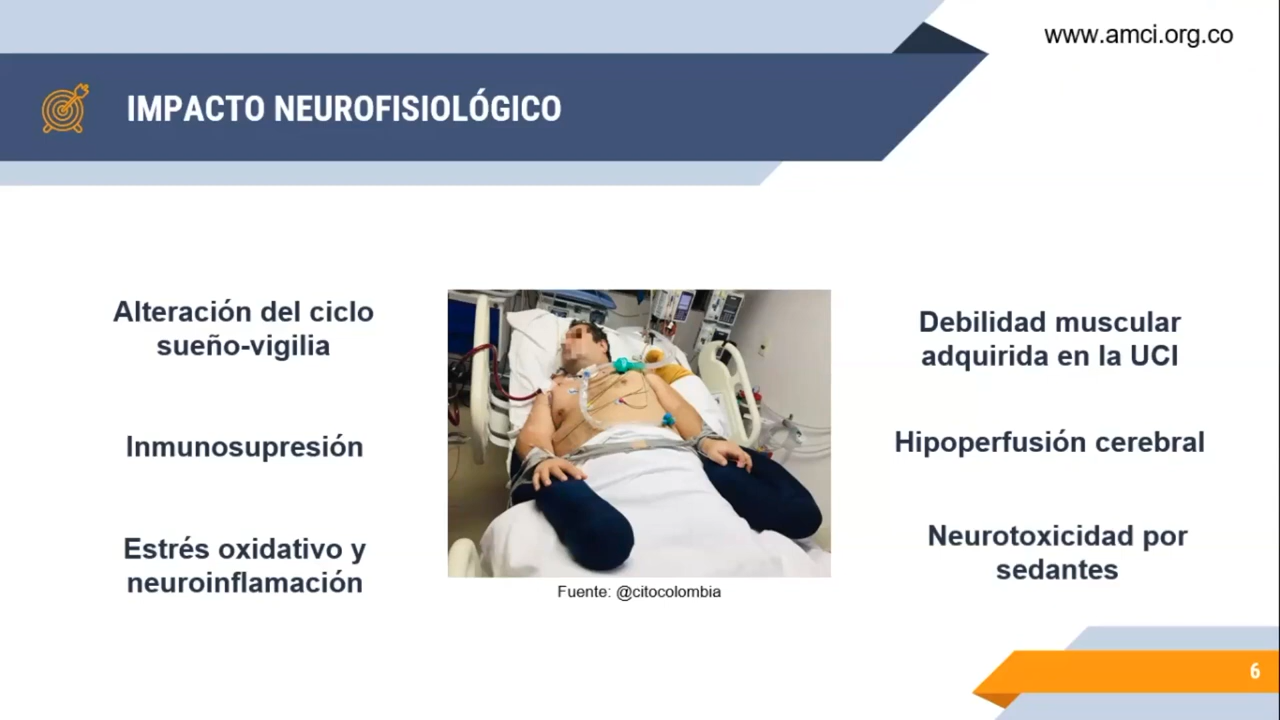 www.amci.org.co
IMPACTO NEUROFISIOLÓGICO
Alteración del ciclo
sueño-vigilia
Inmunosupresión
Estrés oxidativo y
neuroinflamación
Fuente: @citocolombia
Debilidad muscular
adquirida en la UCI
Hipoperfusión cerebral
Neurotoxicidad por
sedantes
6